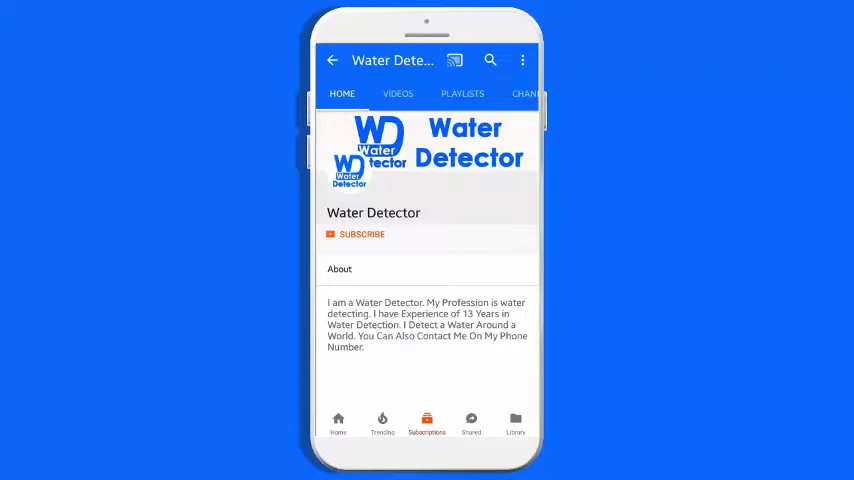 Water Dete...
HOME VIDEOS PLAYLISTS CHAN
WD Water
Water Detector
Detector
WD
Water
Detector
Water Detector
SUBSCRIBE
About
I am a Water Detector. My Profession is water
detecting. I have Experience of 13 Years in
Water Detection. I Detect a Water Around a
World. You Can Also Contact Me On My Phone
Number.
Home Trending Subscriptions Shared Library